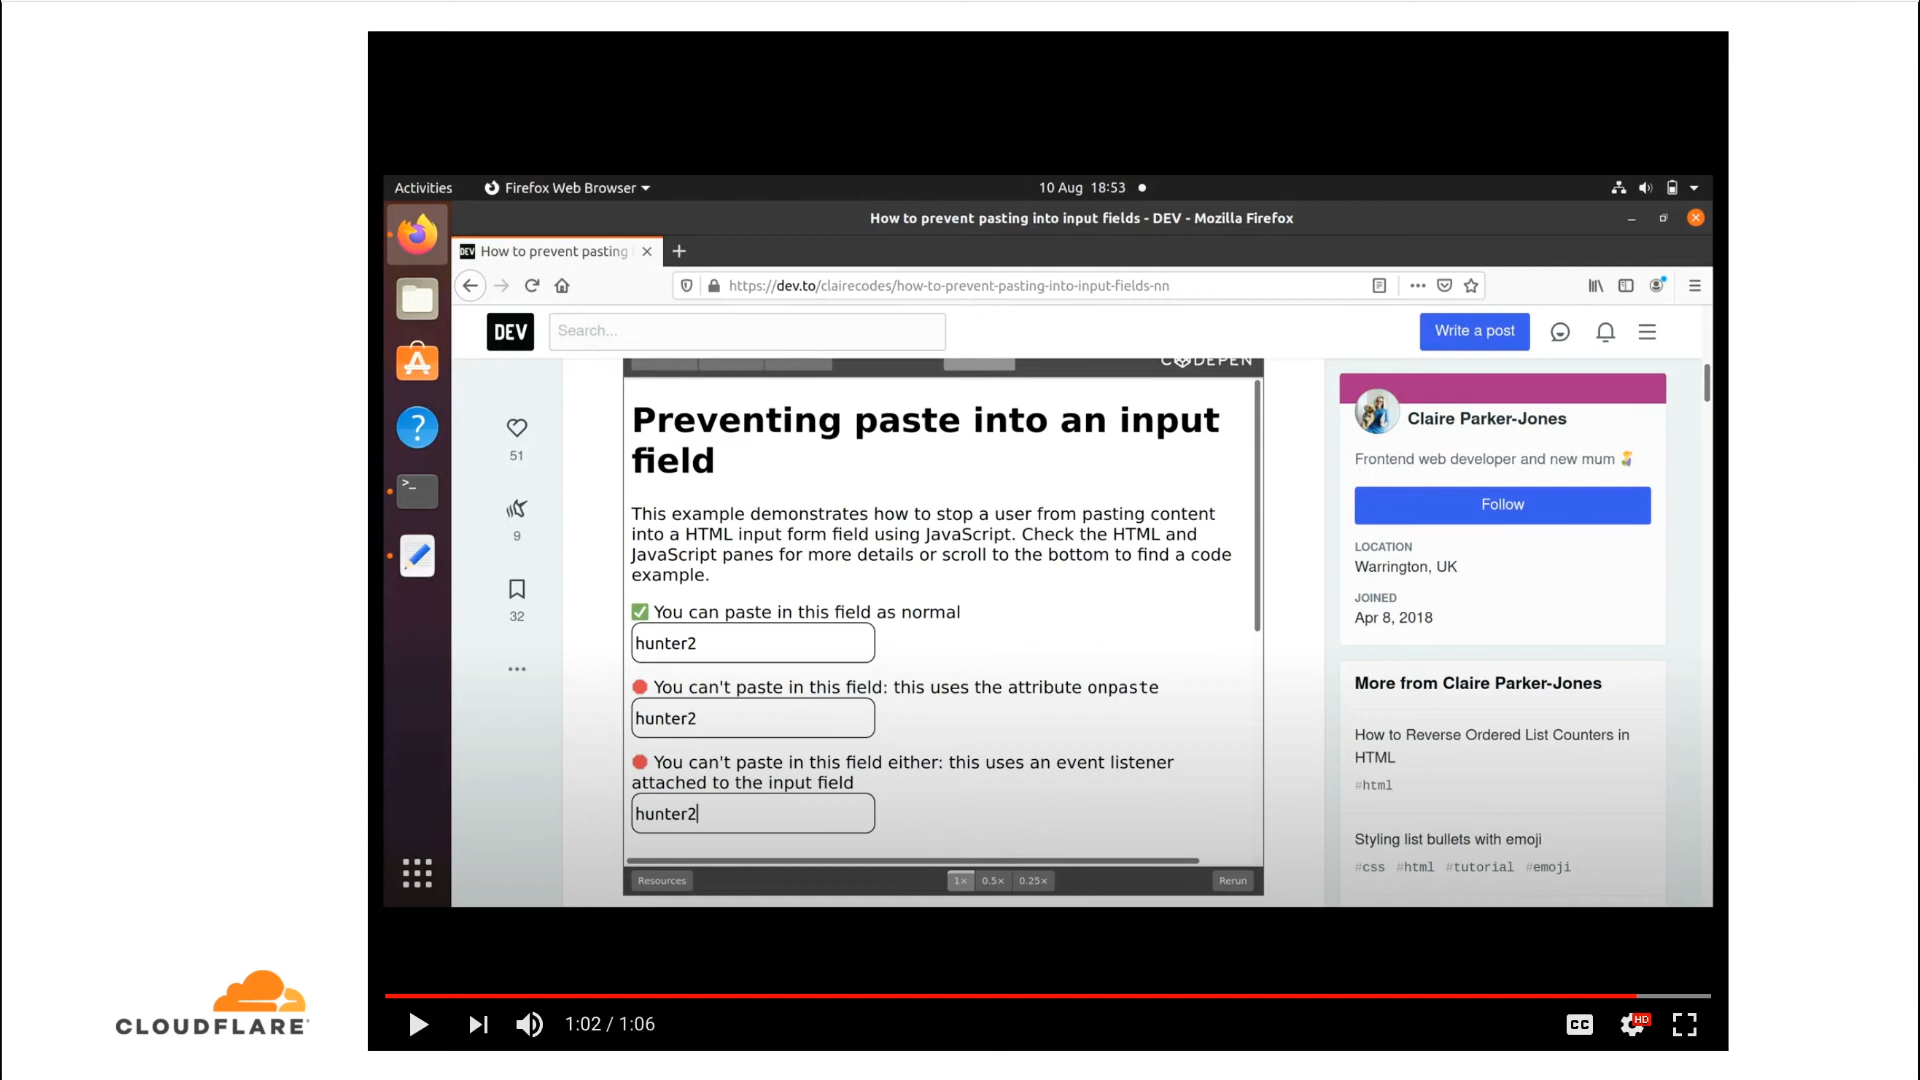 Activities
Firefox Web Browser
10 Aug 18:53
How to prevent pasting into input fields - DEV - Mozilla Firefox
DEV How to prevent pasting
https://dev.to/clairecodes/how-to-prevent-pasting-into-input-fields-nn
DEV
Search...
Write a post
CODEPEN
Preventing paste into an input
field
This example demonstrates how to stop a user from pasting content
into a HTML input form field using JavaScript. Check the HTML and
JavaScript panes for more details or scroll to the bottom to find a code
example.
✅ You can paste in this field as normal
hunter2
🛑 You can't paste in this field: this uses the attribute onpaste
hunter2
🛑 You can't paste in this field either: this uses an event listener
attached to the input field
hunter2
Resources
1×
0.5×
0.25×
Rerun
51
9
32
Claire Parker-Jones
Frontend web developer and new mum
Follow
LOCATION
Warrington, UK
JOINED
Apr 8, 2018
More from Claire Parker-Jones
How to Reverse Ordered List Counters in
HTML
#html
Styling list bullets with emoji
#css #html #tutorial #emoji
CLOUDFLARE
1:02 / 1:06
CC
HD